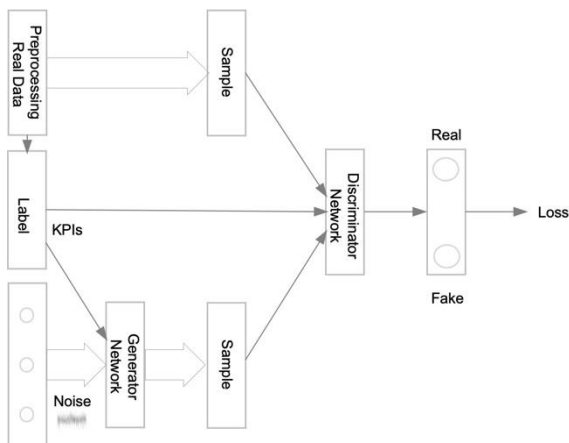 Preprocessing
Real Data
Sample
Real
Label
KPIs
Discriminator
Network
Loss
Fake
Generator
Network
Sample
Noise